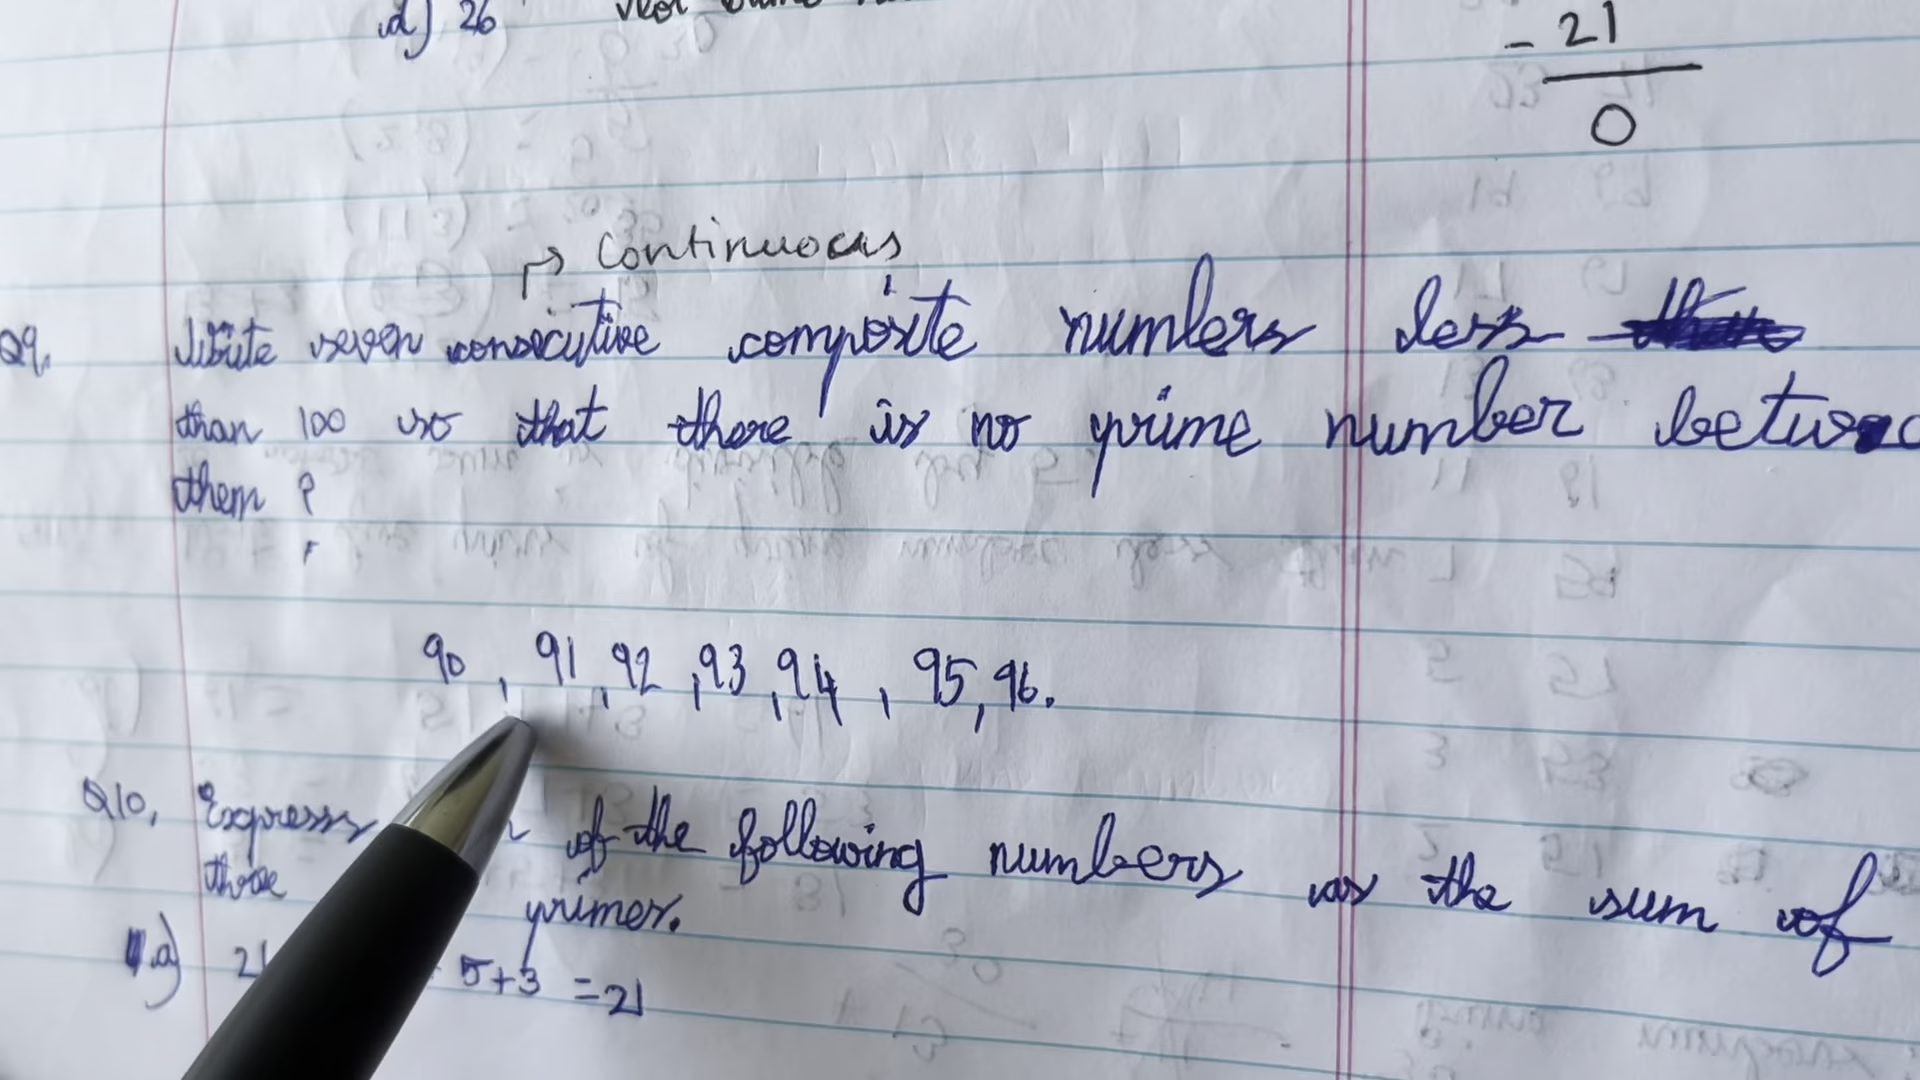 d) 26
- 21
0
→ Continuous
Q9. Write seven consecutive composite numbers less
than 100 so that there is no prime number between
them ?
90 , 91 , 92 , 93 , 94 , 95 , 96 .
Q10. Express of the following numbers as the sum of
three primes.
a) 21 5+3 = 21